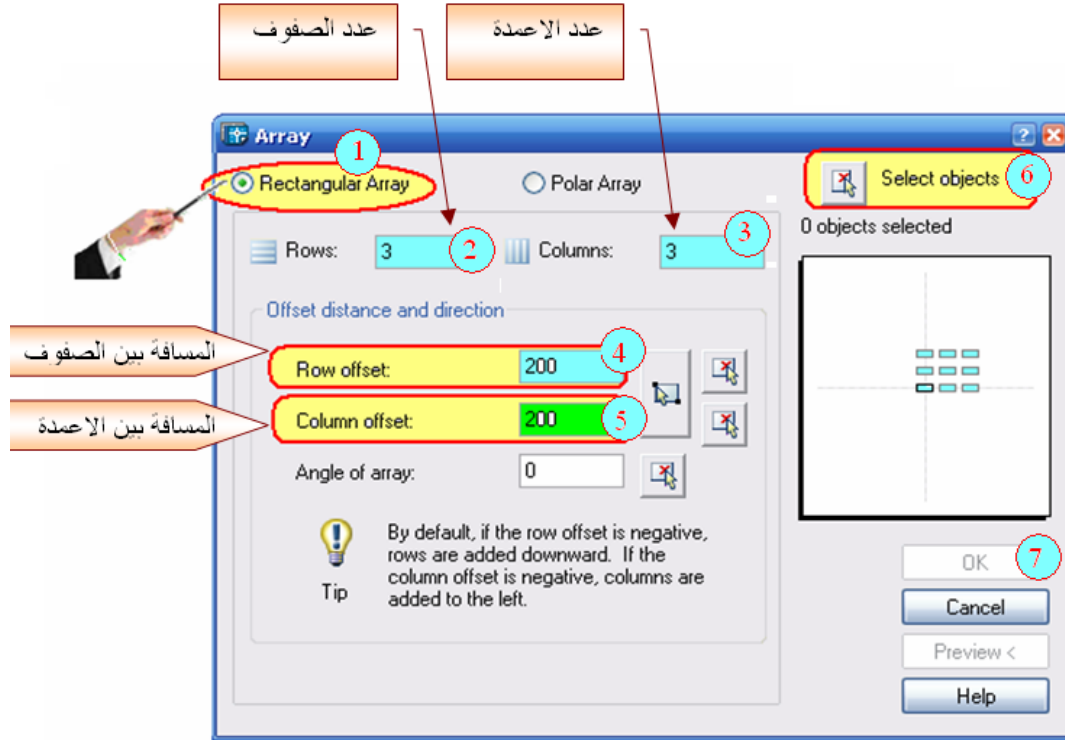 عدد الصفوف
عدد الاعمدة
Array
1
Rectangular Array
Polar Array
Select objects
6
0 objects selected
Rows:
3
2
Columns:
3
3
Offset distance and direction
المسافة بين الصفوف
Row offset:
200
4
المسافة بين الاعمدة
Column offset:
200
5
Angle of array:
0
Tip
By default, if the row offset is negative,
rows are added downward. If the
column offset is negative, columns are
added to the left.
OK
7
Cancel
Preview <
Help